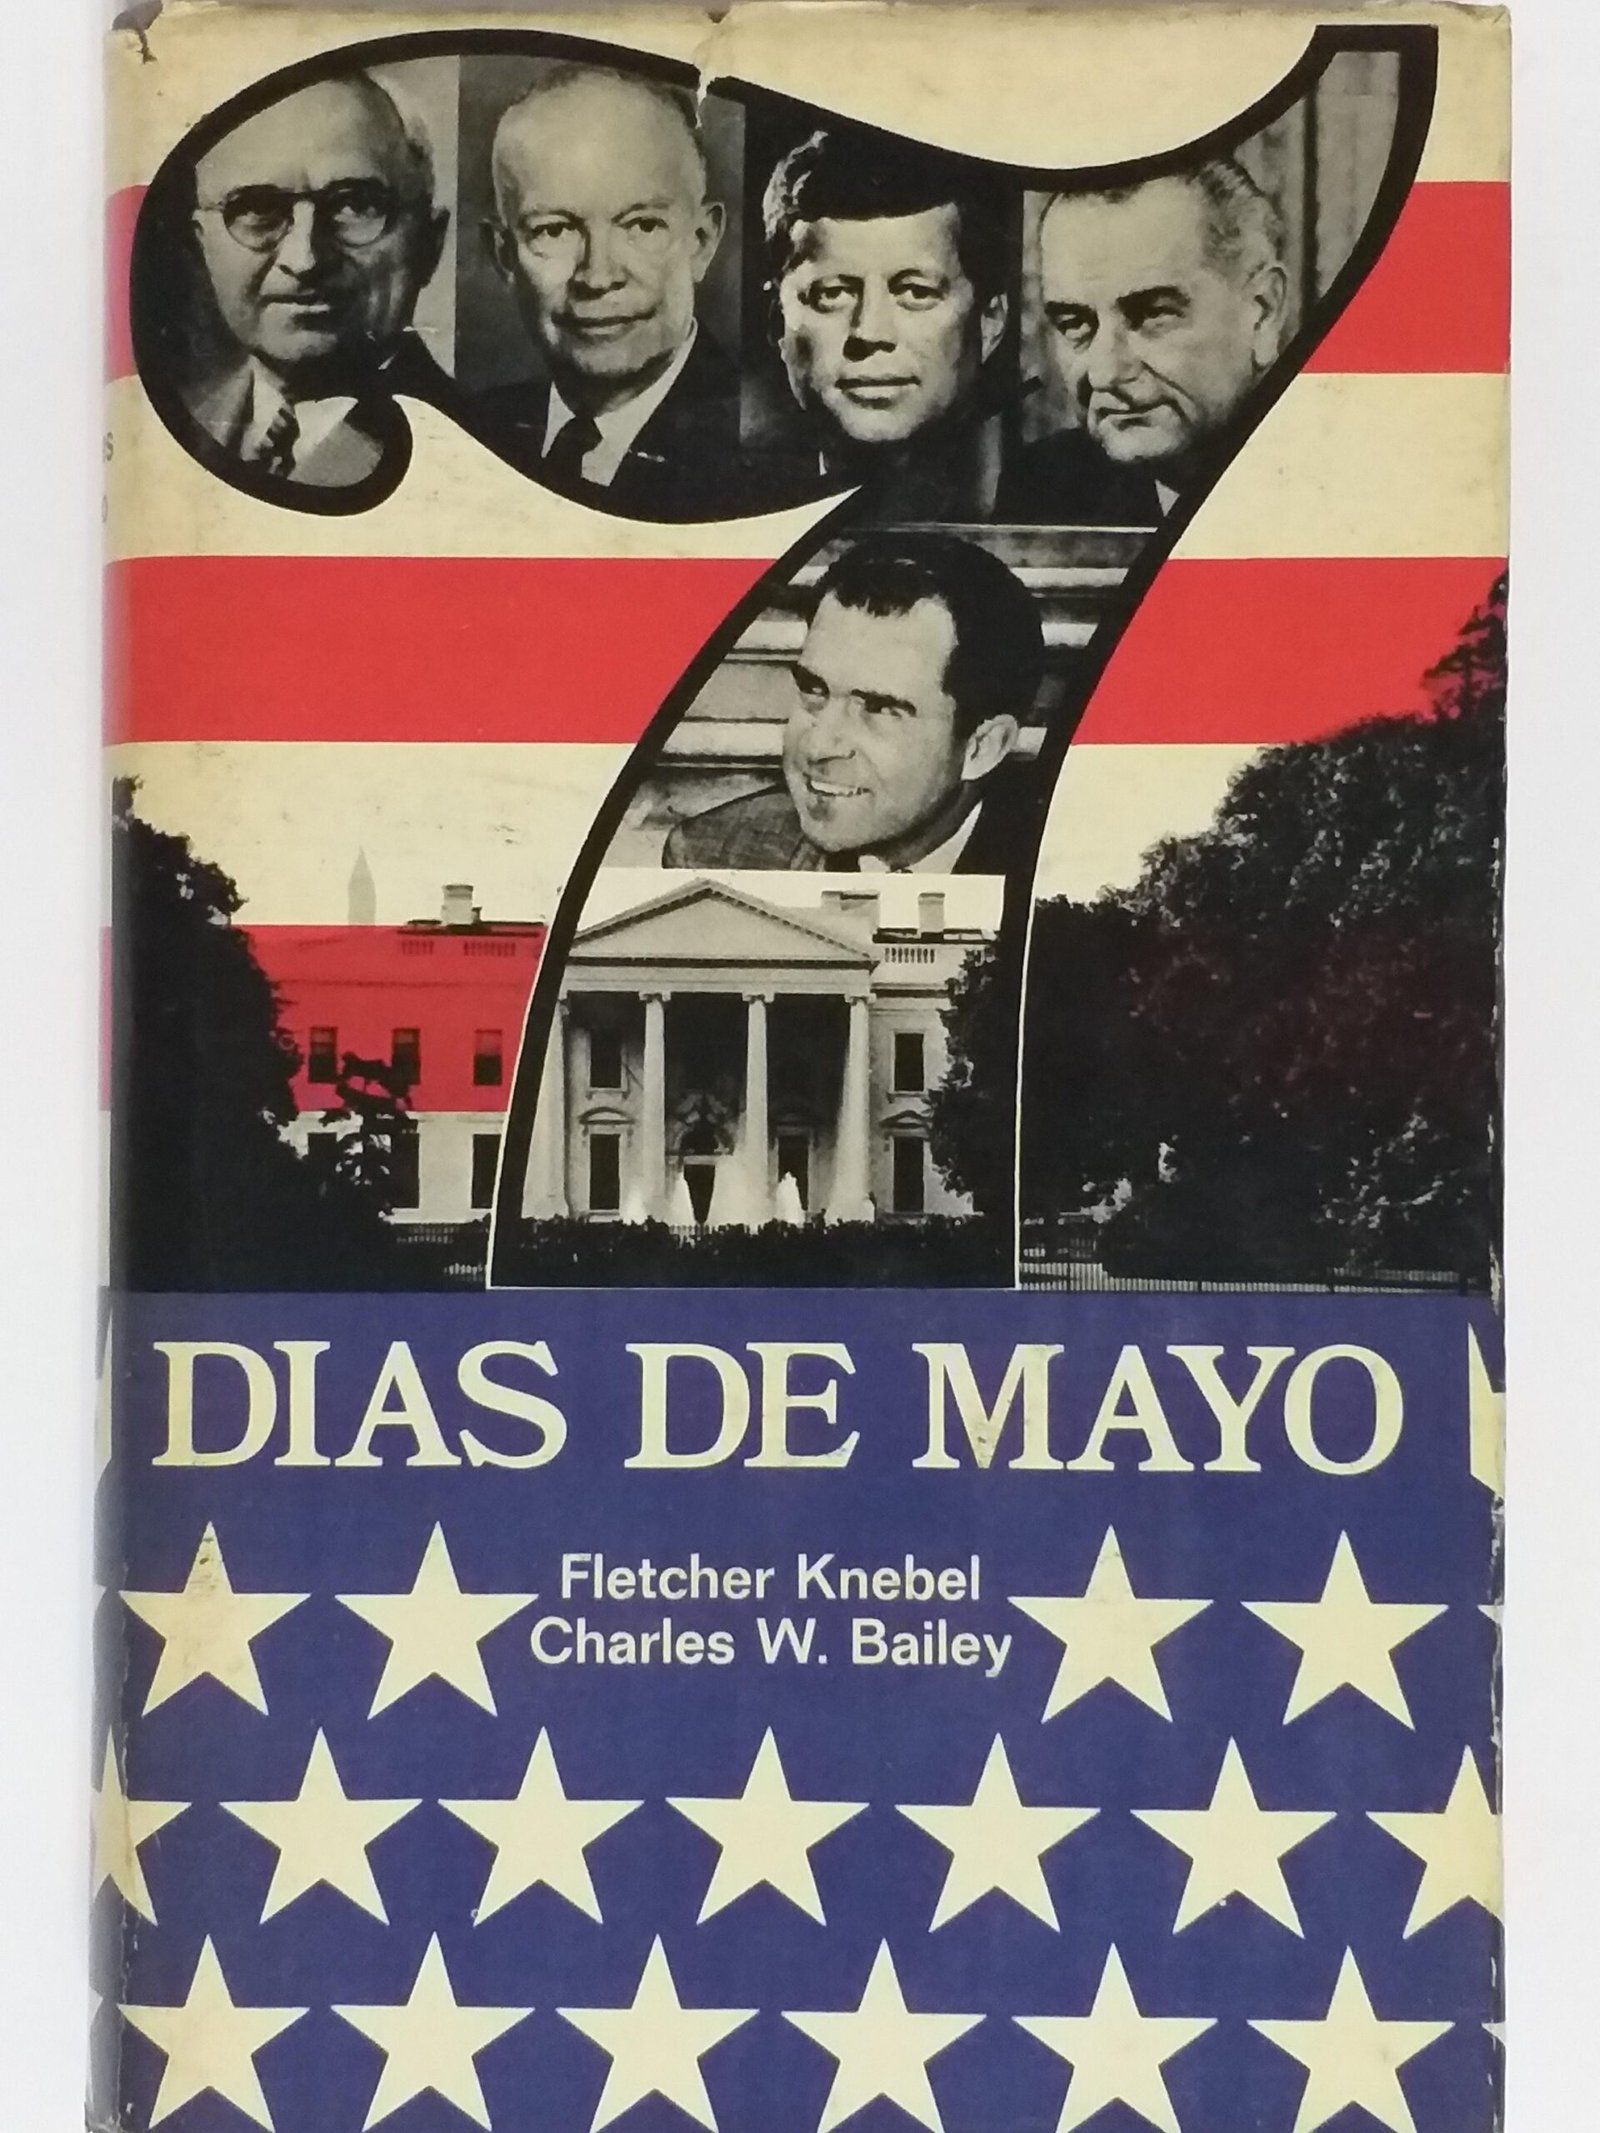 7
DIAS DE MAYO
Fletcher Knebel
Charles W. Bailey